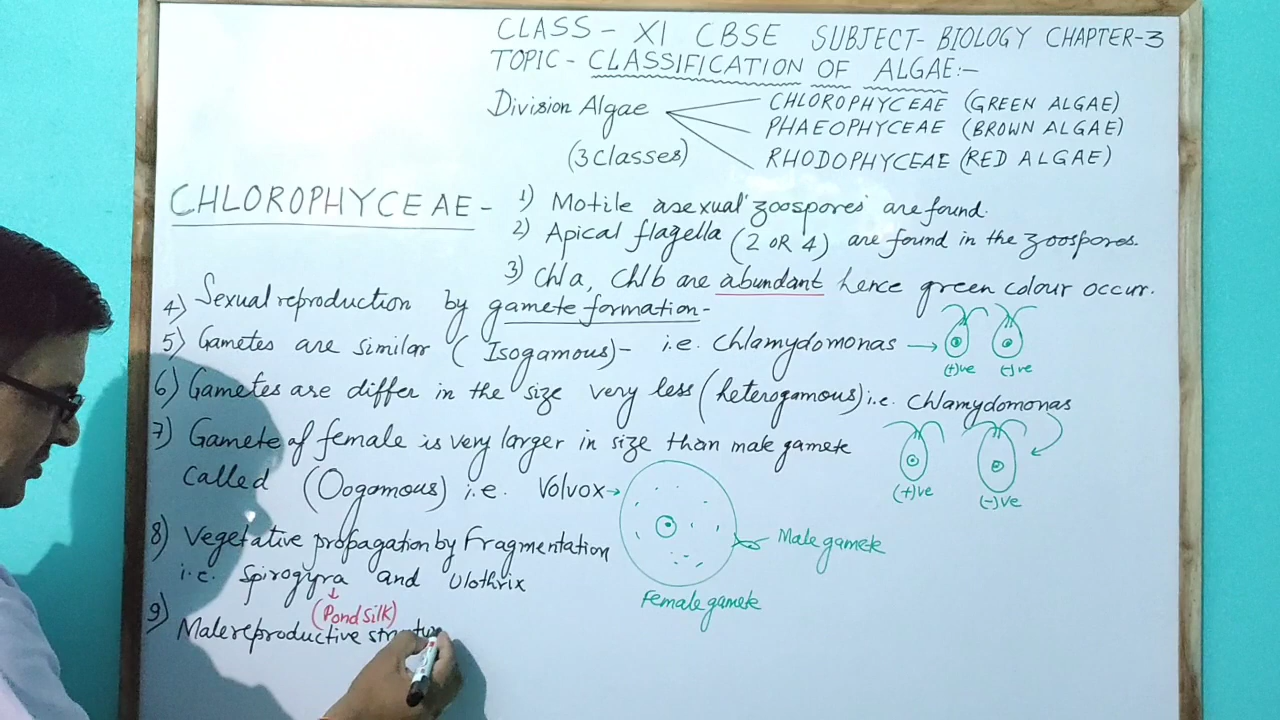 CLASS - XI CBSE SUBJECT- BIOLOGY CHAPTER-3
TOPIC - CLASSIFICATION OF ALGAE:-
Division Algae
(3 classes)
CHLOROPHYCEAE (GREEN ALGAE)
PHAEOPHYCEAE (BROWN ALGAE)
RHODOPHYCEAE (RED ALGAE)
CHLOROPHYCEAE -
1) Motile asexual zoospores are found.
2) Apical flagella (2 OR 4) are found in the zoospores.
3) Chla, Chlb are abundant hence green colour occurr.
4) Sexual reproduction by gamete formation-
5) Gametes are similar (Isogamous)- i.e. Chlamydomonas →
(+)ve (-)ve
6) Gametes are differ in the size very less (heterogamous) i.e. Chlamydomonas
(+)ve (-)ve
7) Gamete of female is very larger in size than male gamete
called (Oogamous) i.e. Volvox →
Male gamete
Female gamete
8) Vegetative propagation by Fragmentation
i.e. Spirogyra and Ulothrix
(Pond silk)
9) Male reproductive